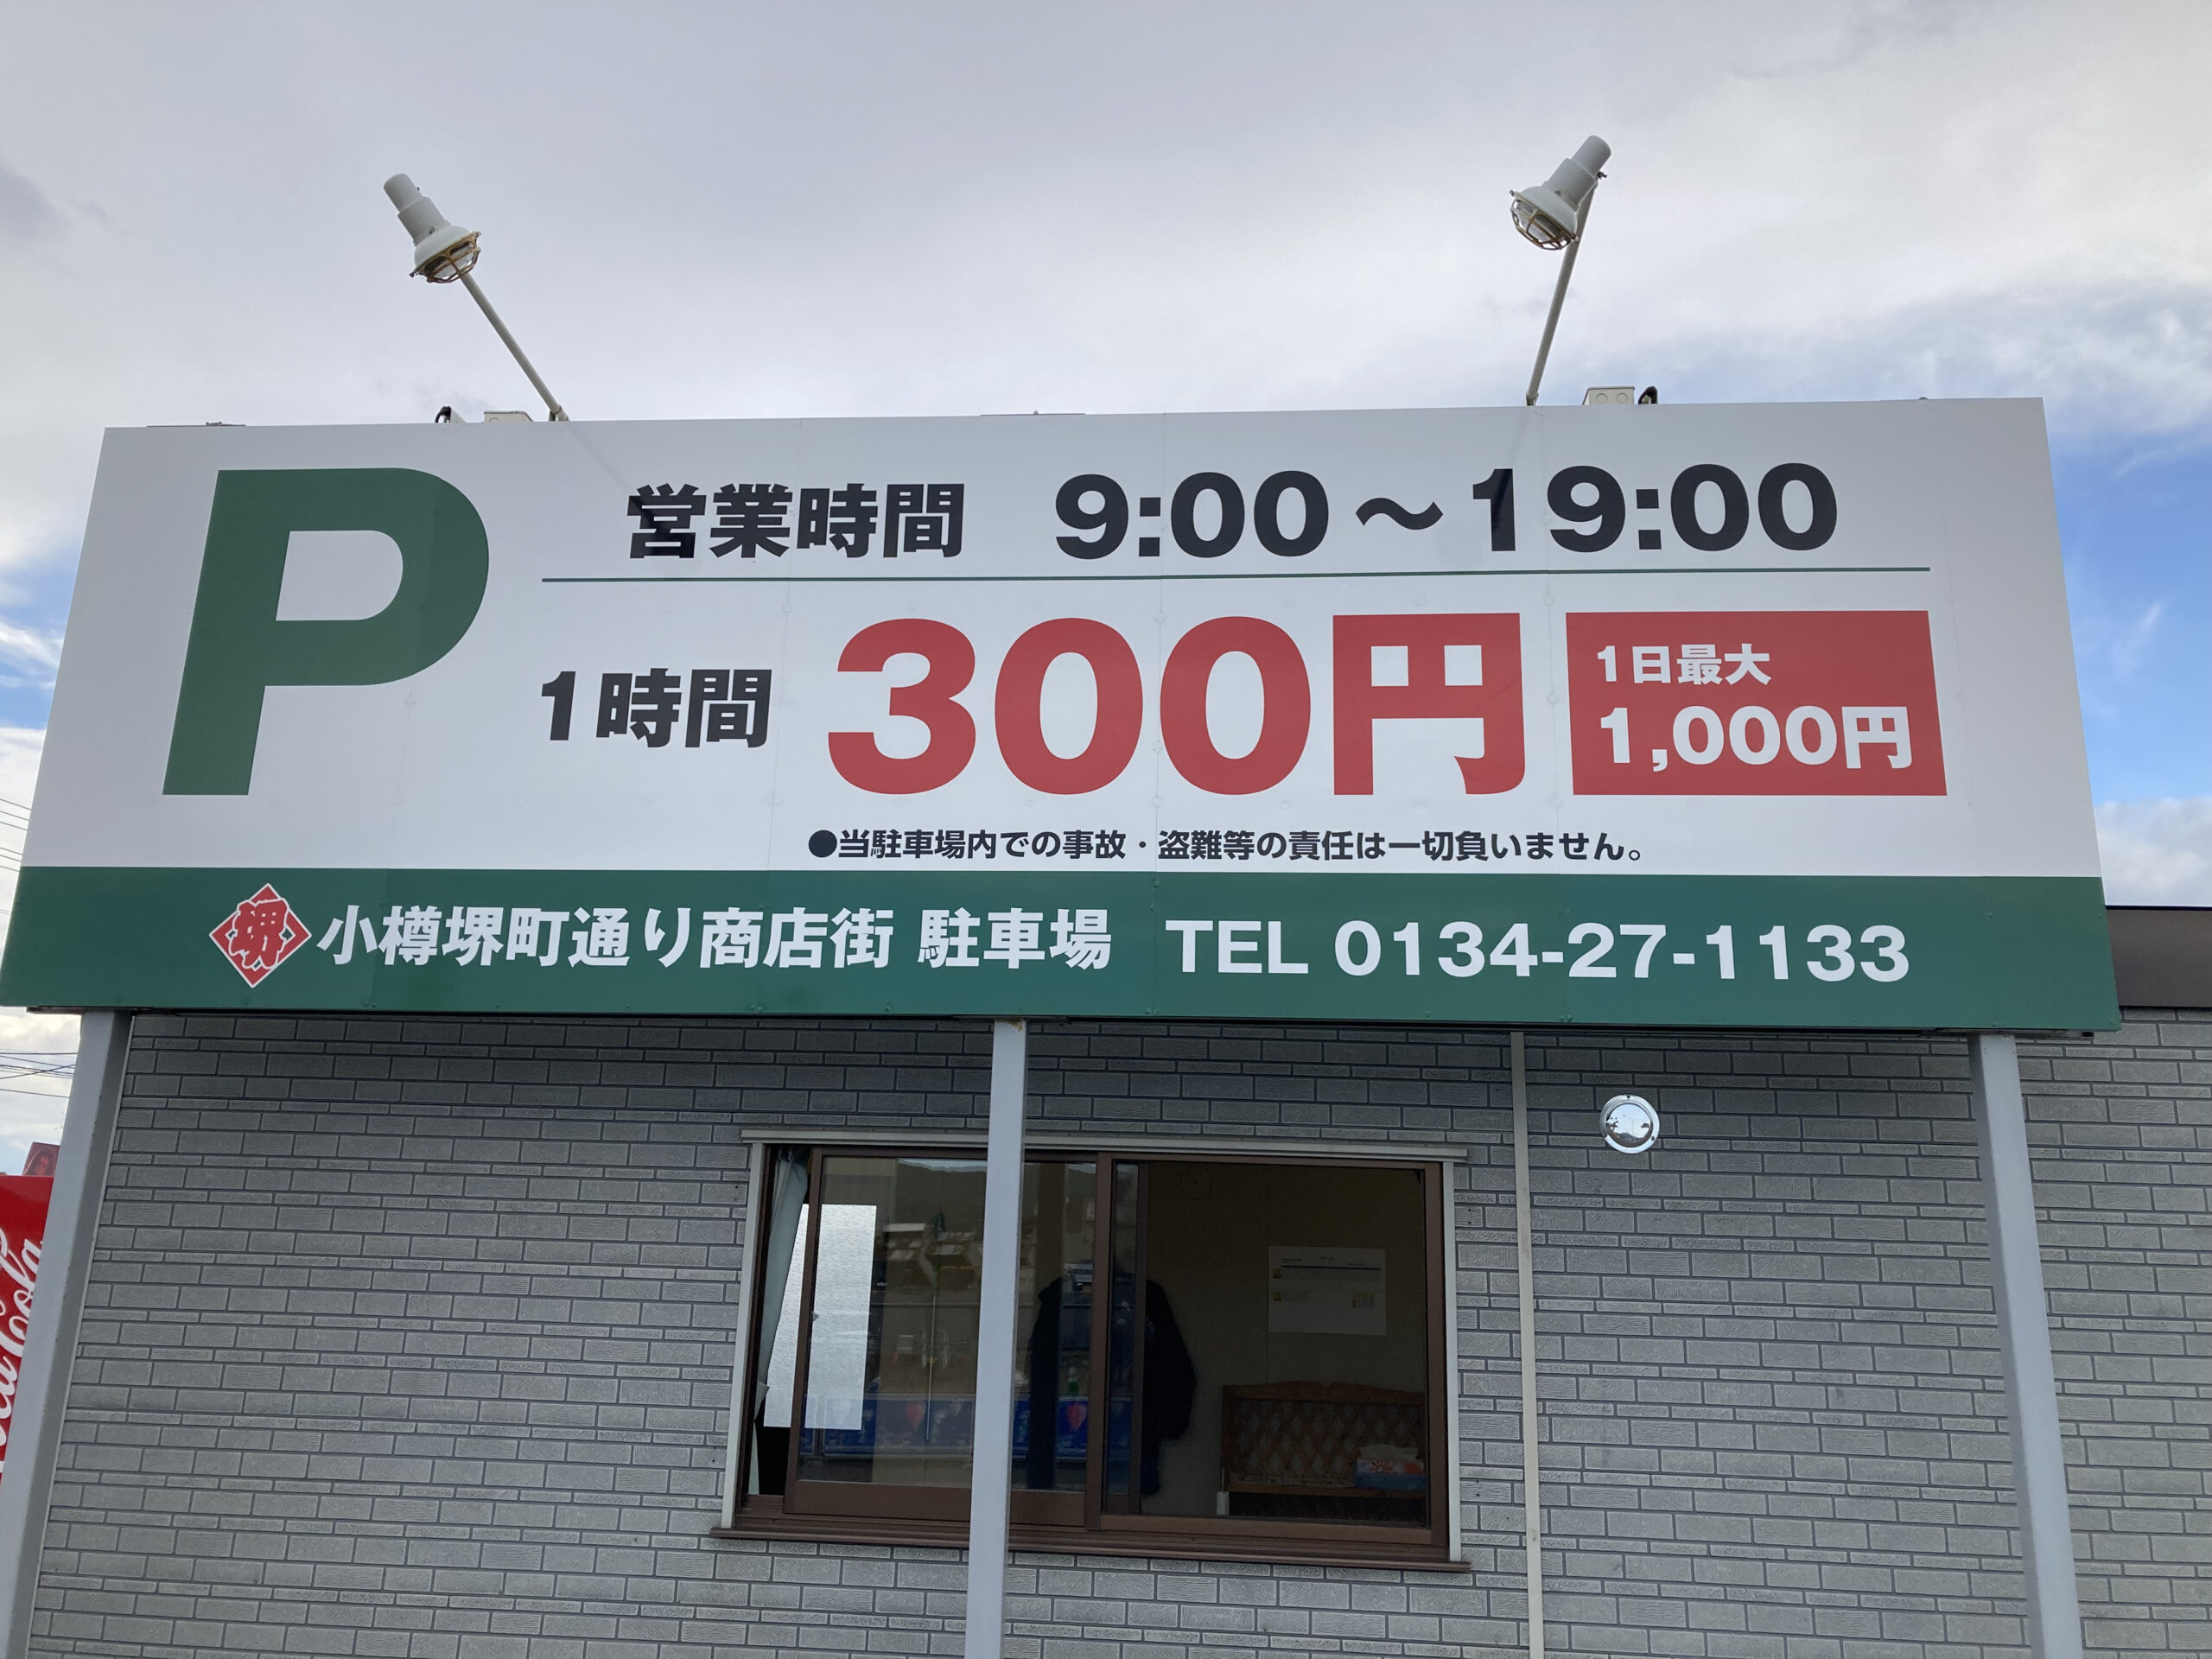 P
営業時間 9:00～19:00
1時間 300円
1日最大
1,000円
●当駐車場内での事故・盗難等の責任は一切負いません。
堺 小樽堺町通り商店街 駐車場 TEL 0134-27-1133
Coca-Cola